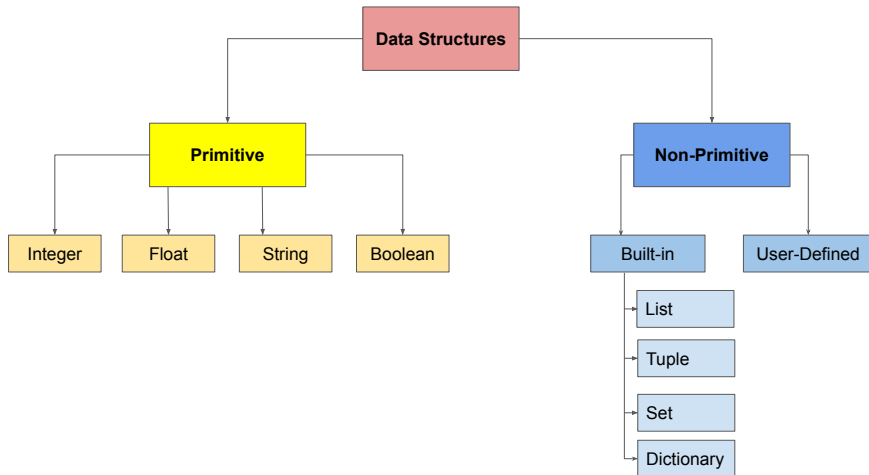 Data Structures
Primitive
Non-Primitive
Integer
Float
String
Boolean
Built-in
User-Defined
List
Tuple
Set
Dictionary